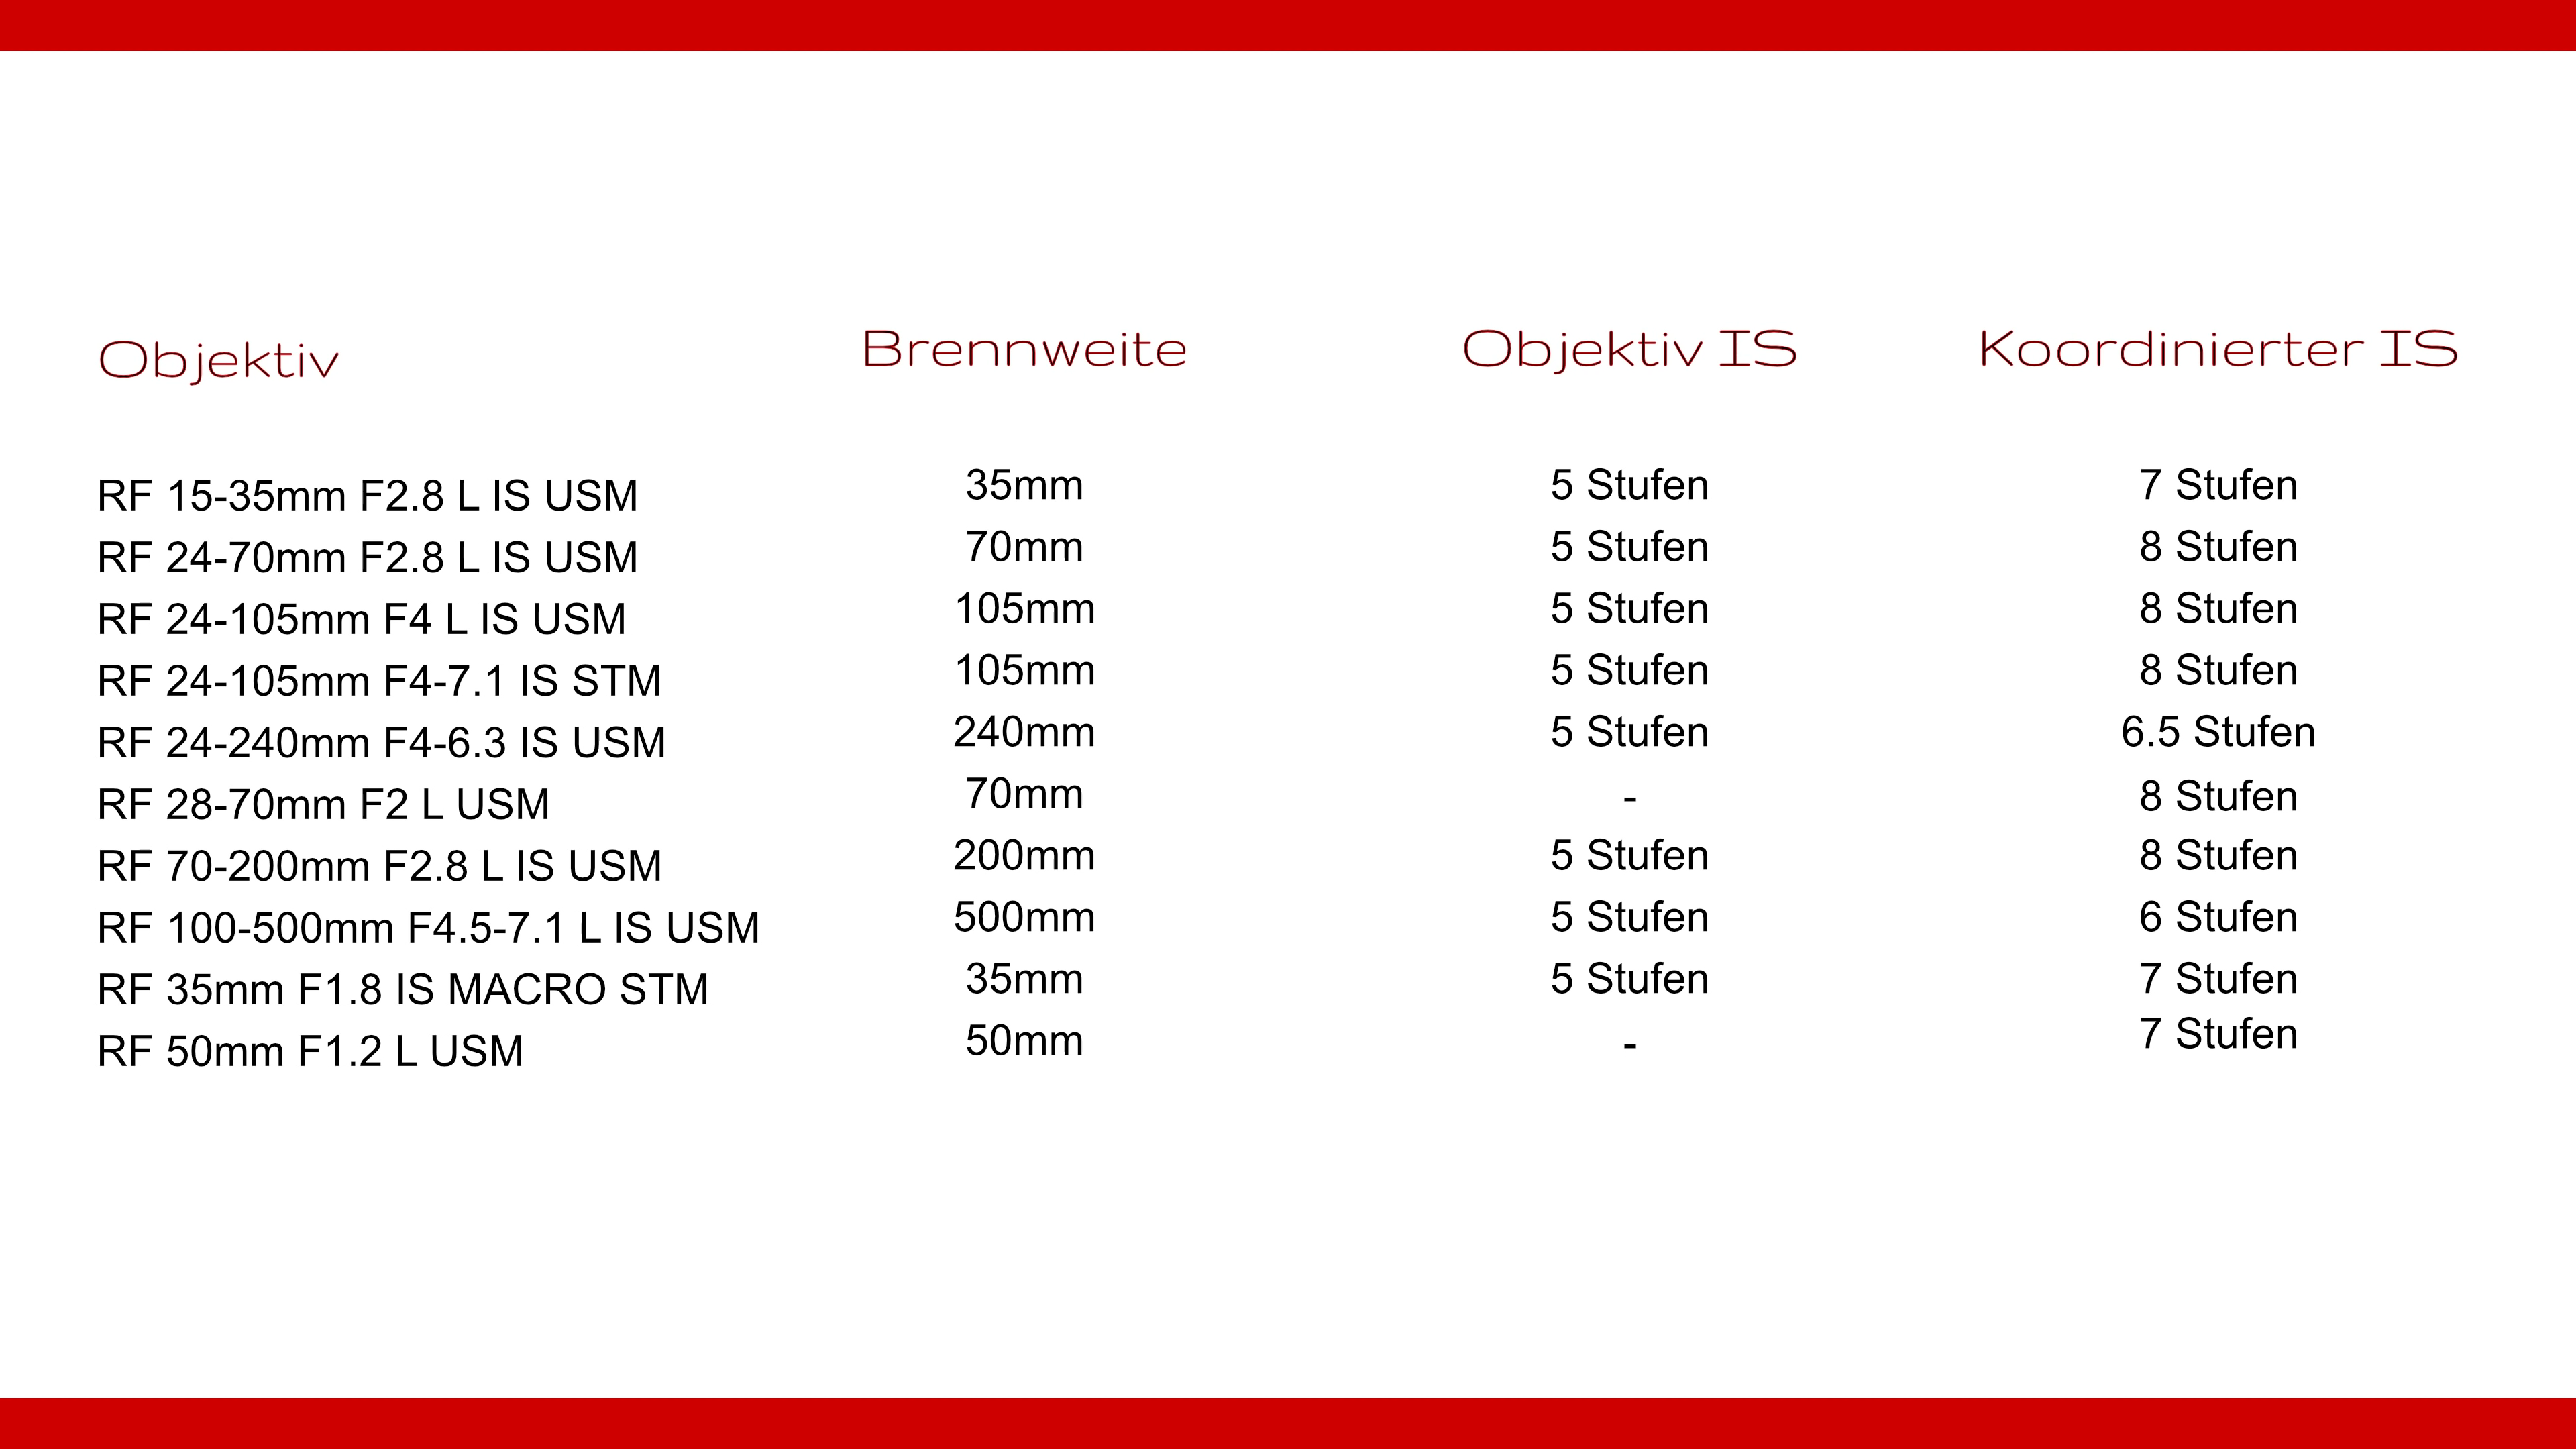 Objektiv Brennweite Objektiv IS Koordinierter IS
RF 15-35mm F2.8 L IS USM 35mm 5 Stufen 7 Stufen
RF 24-70mm F2.8 L IS USM 70mm 5 Stufen 8 Stufen
RF 24-105mm F4 L IS USM 105mm 5 Stufen 8 Stufen
RF 24-105mm F4-7.1 IS STM 105mm 5 Stufen 8 Stufen
RF 24-240mm F4-6.3 IS USM 240mm 5 Stufen 6.5 Stufen
RF 28-70mm F2 L USM 70mm - 8 Stufen
RF 70-200mm F2.8 L IS USM 200mm 5 Stufen 8 Stufen
RF 100-500mm F4.5-7.1 L IS USM 500mm 5 Stufen 6 Stufen
RF 35mm F1.8 IS MACRO STM 35mm 5 Stufen 7 Stufen
RF 50mm F1.2 L USM 50mm - 7 Stufen